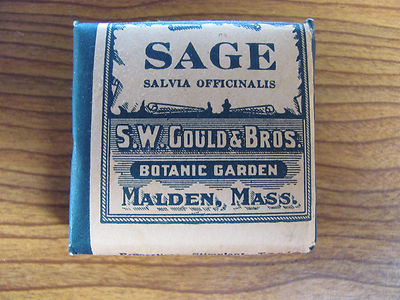 SAGE
SALVIA OFFICINALIS
S.W. GOULD & BROS.
BOTANIC GARDEN
MALDEN, MASS.